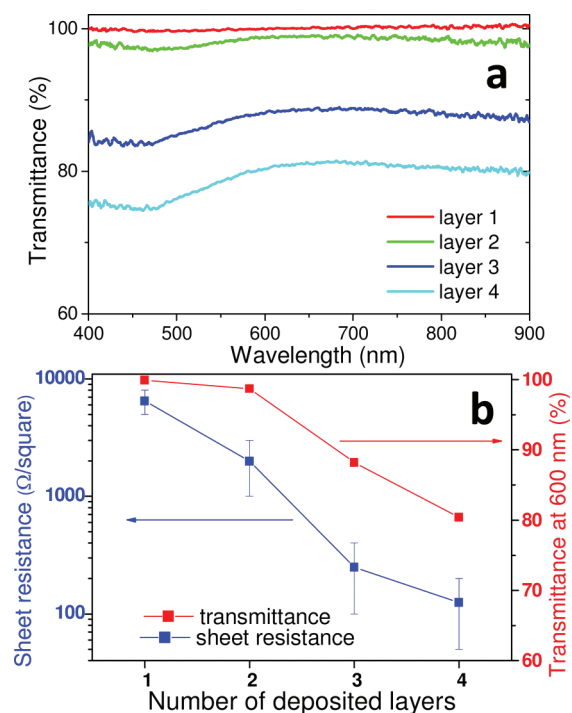 100
80
60
Transmittance (%)
a
layer 1
layer 2
layer 3
layer 4
400 500 600 700 800 900
Wavelength (nm)
10000
1000
100
Sheet resistance (Ω/square)
b
100
90
80
70
60
Transmittance at 600 nm (%)
transmittance
sheet resistance
1 2 3 4
Number of deposited layers